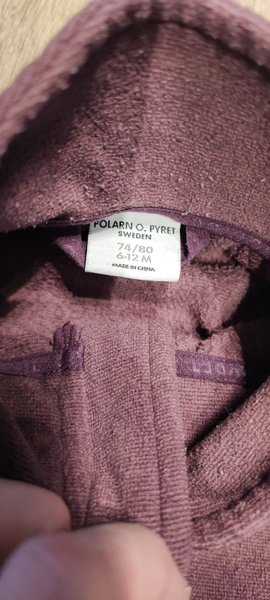 POLARN O. PYRET
SWEDEN
74/80
6-12 M
MADE IN CHINA